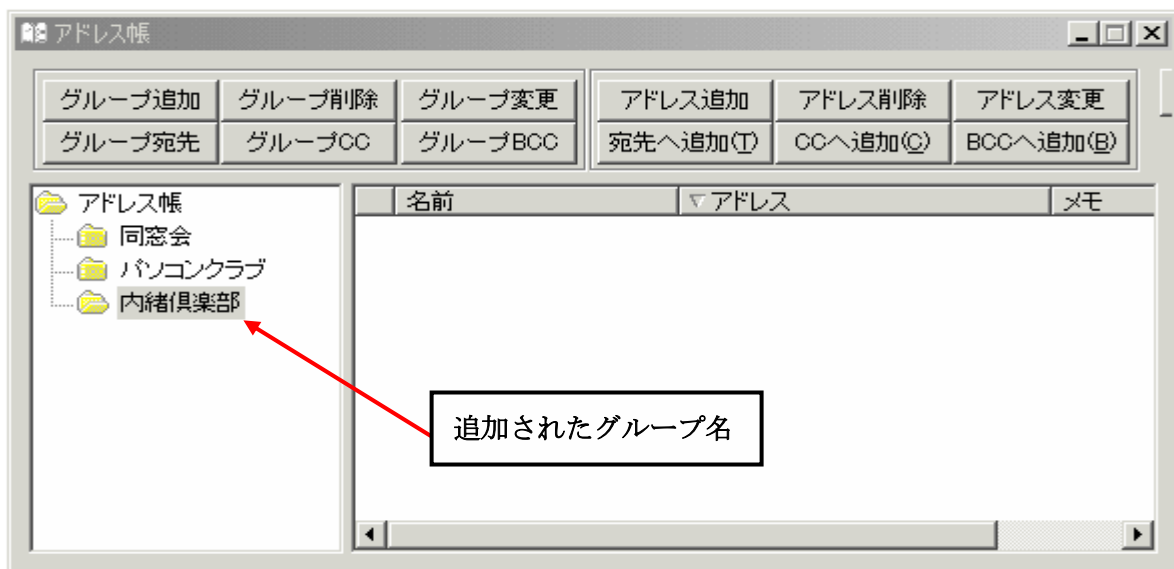 アドレス帳
グループ追加 グループ削除 グループ変更 アドレス追加 アドレス削除 アドレス変更
グループ宛先 グループCC グループBCC 宛先へ追加(T) CCへ追加(C) BCCへ追加(B)
アドレス帳
同窓会
パソコンクラブ
内緒倶楽部
名前 アドレス メモ
追加されたグループ名